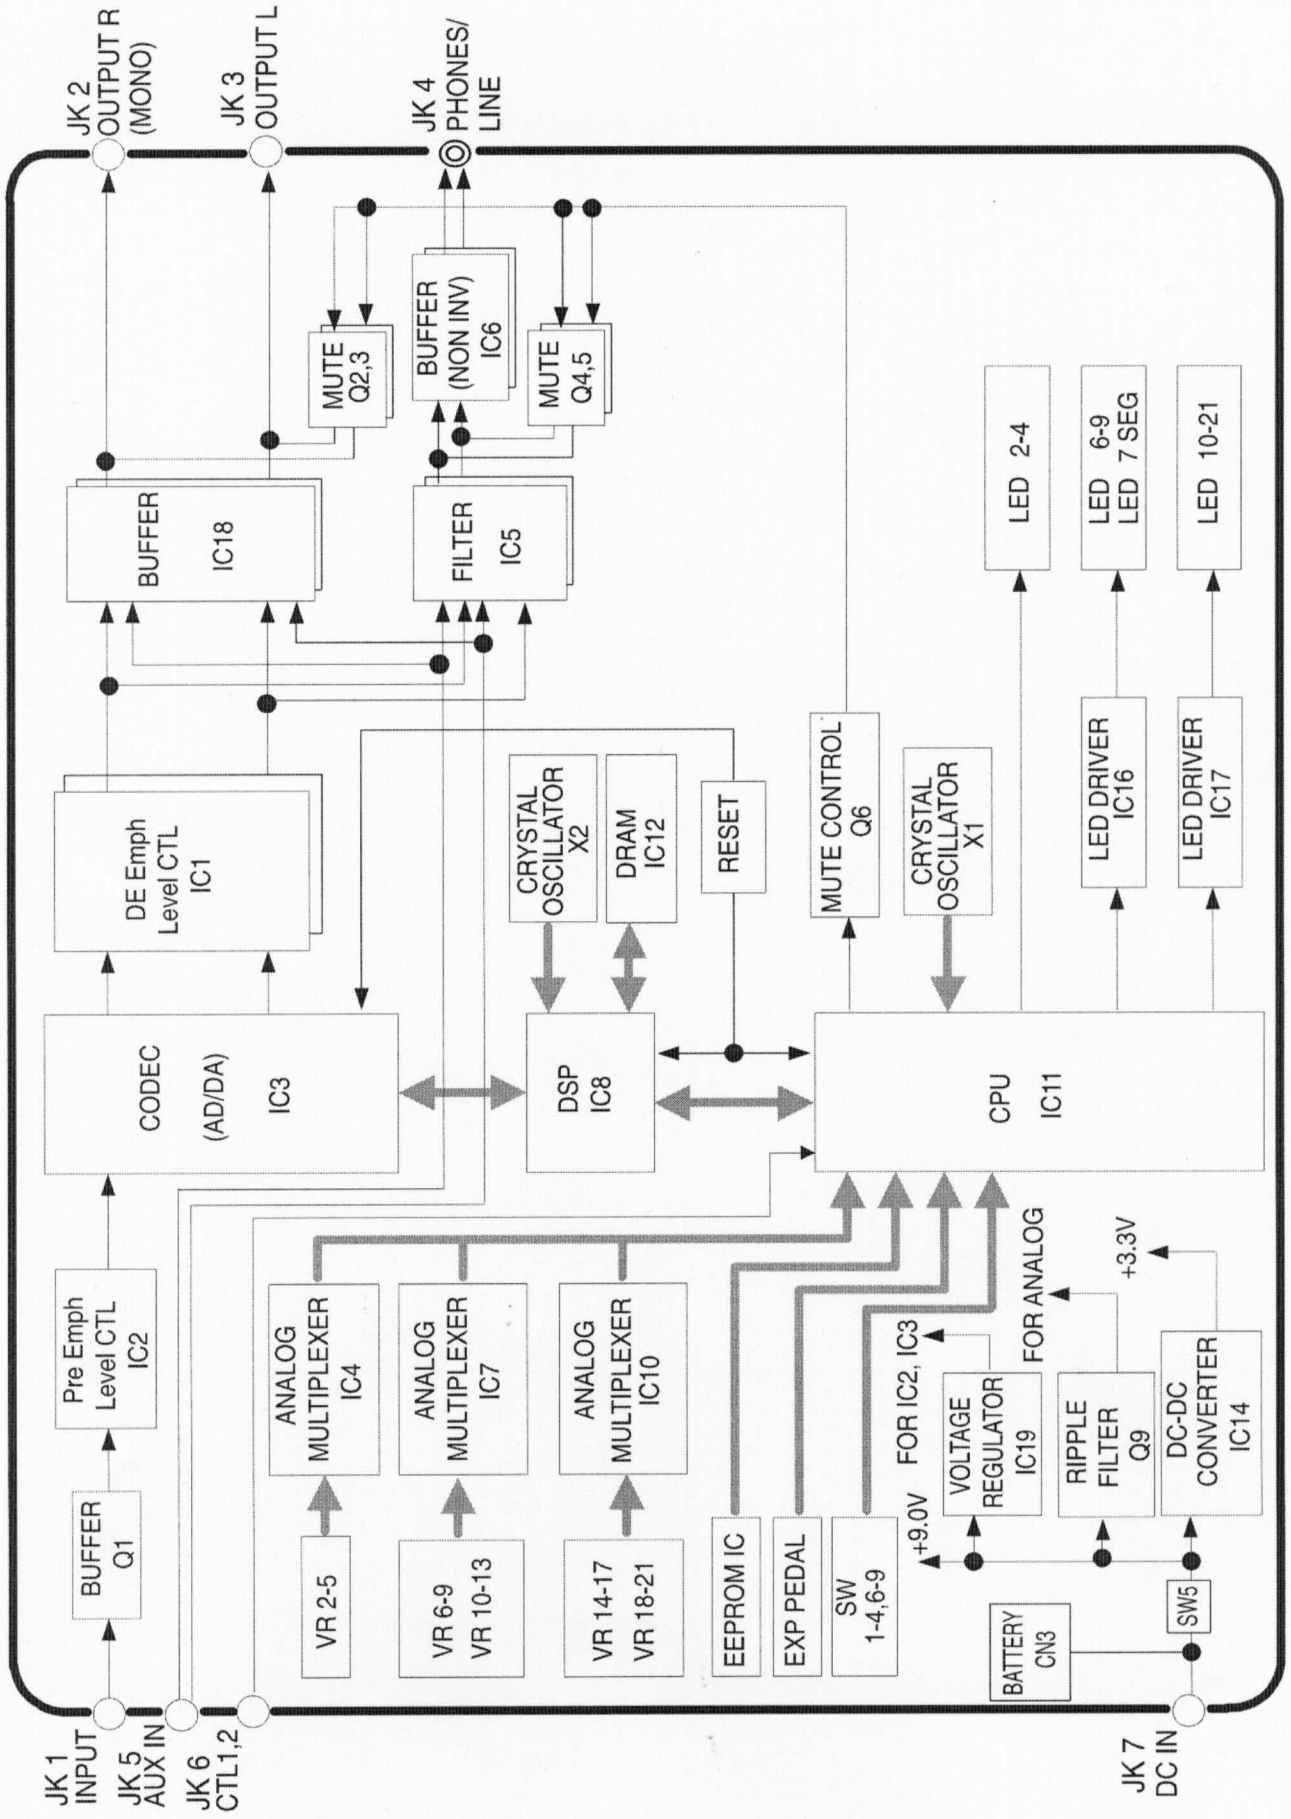 JK 1
INPUT
JK 5
AUX IN
JK 6
CTL1,2
BUFFER
Q1
Pre Emph
Level CTL
IC2
CODEC
(AD/DA)
IC3
DE Emph
Level CTL
IC1
BUFFER
IC18
JK 2
OUTPUT R
(MONO)
JK 3
OUTPUT L
VR 2-5
ANALOG
MULTIPLEXER
IC4
MUTE
Q2,3
JK 4
PHONES/
LINE
VR 6-9
VR 10-13
ANALOG
MULTIPLEXER
IC7
FILTER
IC5
BUFFER
(NON INV)
IC6
VR 14-17
VR 18-21
ANALOG
MULTIPLEXER
IC10
DSP
IC8
CRYSTAL
OSCILLATOR
X2
DRAM
IC12
MUTE
Q4,5
RESET
EEPROM IC
EXP PEDAL
SW
1-4,6-9
MUTE CONTROL
Q6
CPU
IC11
CRYSTAL
OSCILLATOR
X1
+9.0V
FOR IC2, IC3
VOLTAGE
REGULATOR
IC19
FOR ANALOG
LED 2-4
BATTERY
CN3
RIPPLE
FILTER
Q9
+3.3V
LED DRIVER
IC16
LED 6-9
LED 7 SEG
JK 7
DC IN
SW5
DC-DC
CONVERTER
IC14
LED DRIVER
IC17
LED 10-21